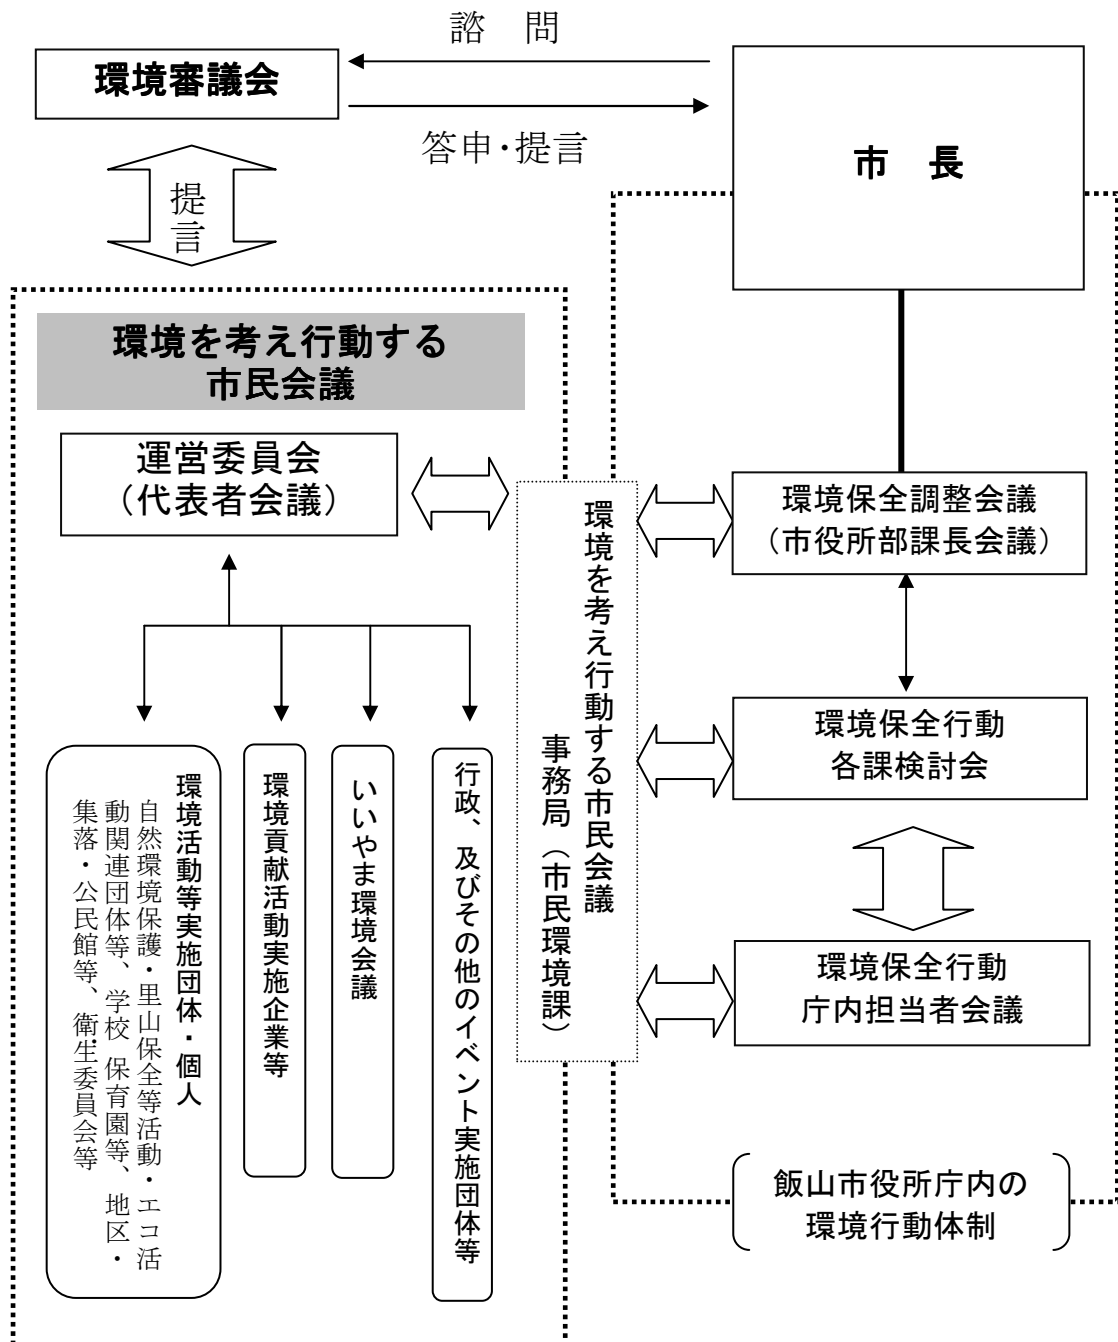 諮　問
環境審議会
答申・提言
市　長
提言
環境を考え行動する
市民会議
運営委員会
（代表者会議）
環境を考え行動する市民会議
事務局（市民環境課）
環境保全調整会議
（市役所部課長会議）
環境保全行動
各課検討会
環境保全行動
庁内担当者会議
飯山市役所庁内の
環境行動体制
環境活動等実施団体・個人
自然環境保護・里山保全等活動・エコ活
動関連団体等、学校 保育園等、地区・
集落・公民館等、衛生委員会等
環境貢献活動実施企業等
いいやま環境会議
行政、及びその他のイベント実施団体等